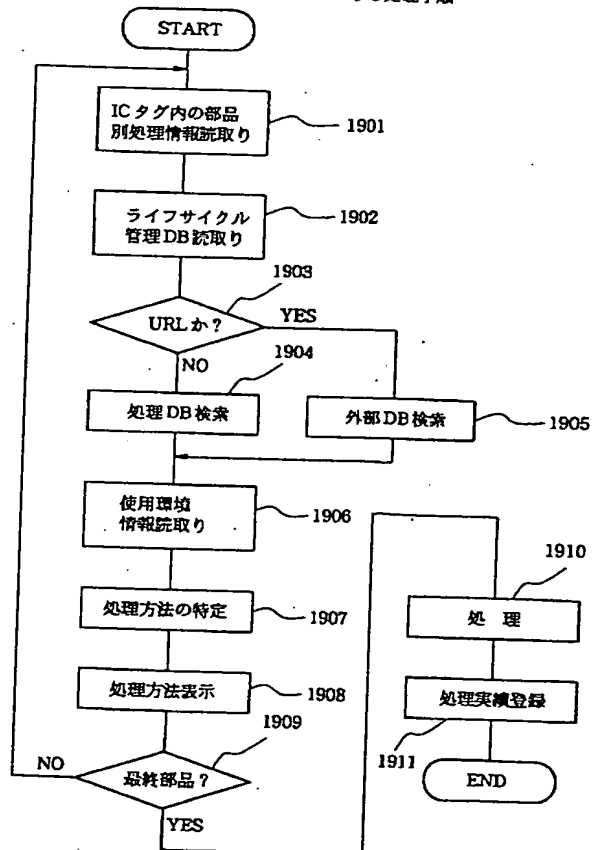 START
ICタグ内の部品
別処理情報読取り
1901
ライフサイクル
管理DB読取り
1902
1903
URLか?
YES
NO
1904
処理DB検索
外部DB検索
1905
使用環境
情報読取り
1906
処理方法の特定
1907
処理方法表示
1908
1909
最終部品?
NO
YES
1910
処 理
処理実績登録
1911
END